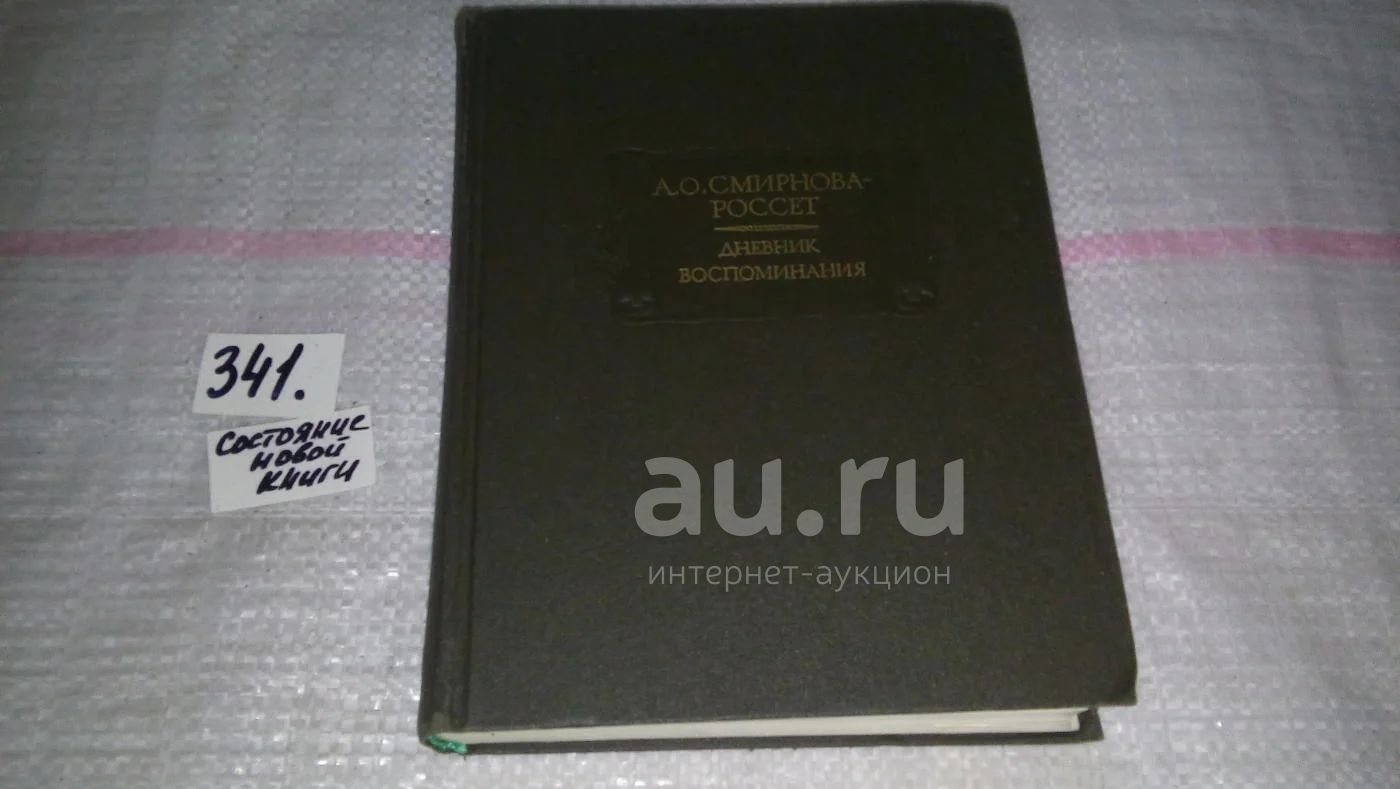 А.О.СМИРНОВА-
РОССЕТ
ДНЕВНИК
ВОСПОМИНАНИЯ
341.
Состояние
новой
книги
au.ru
интернет-аукцион